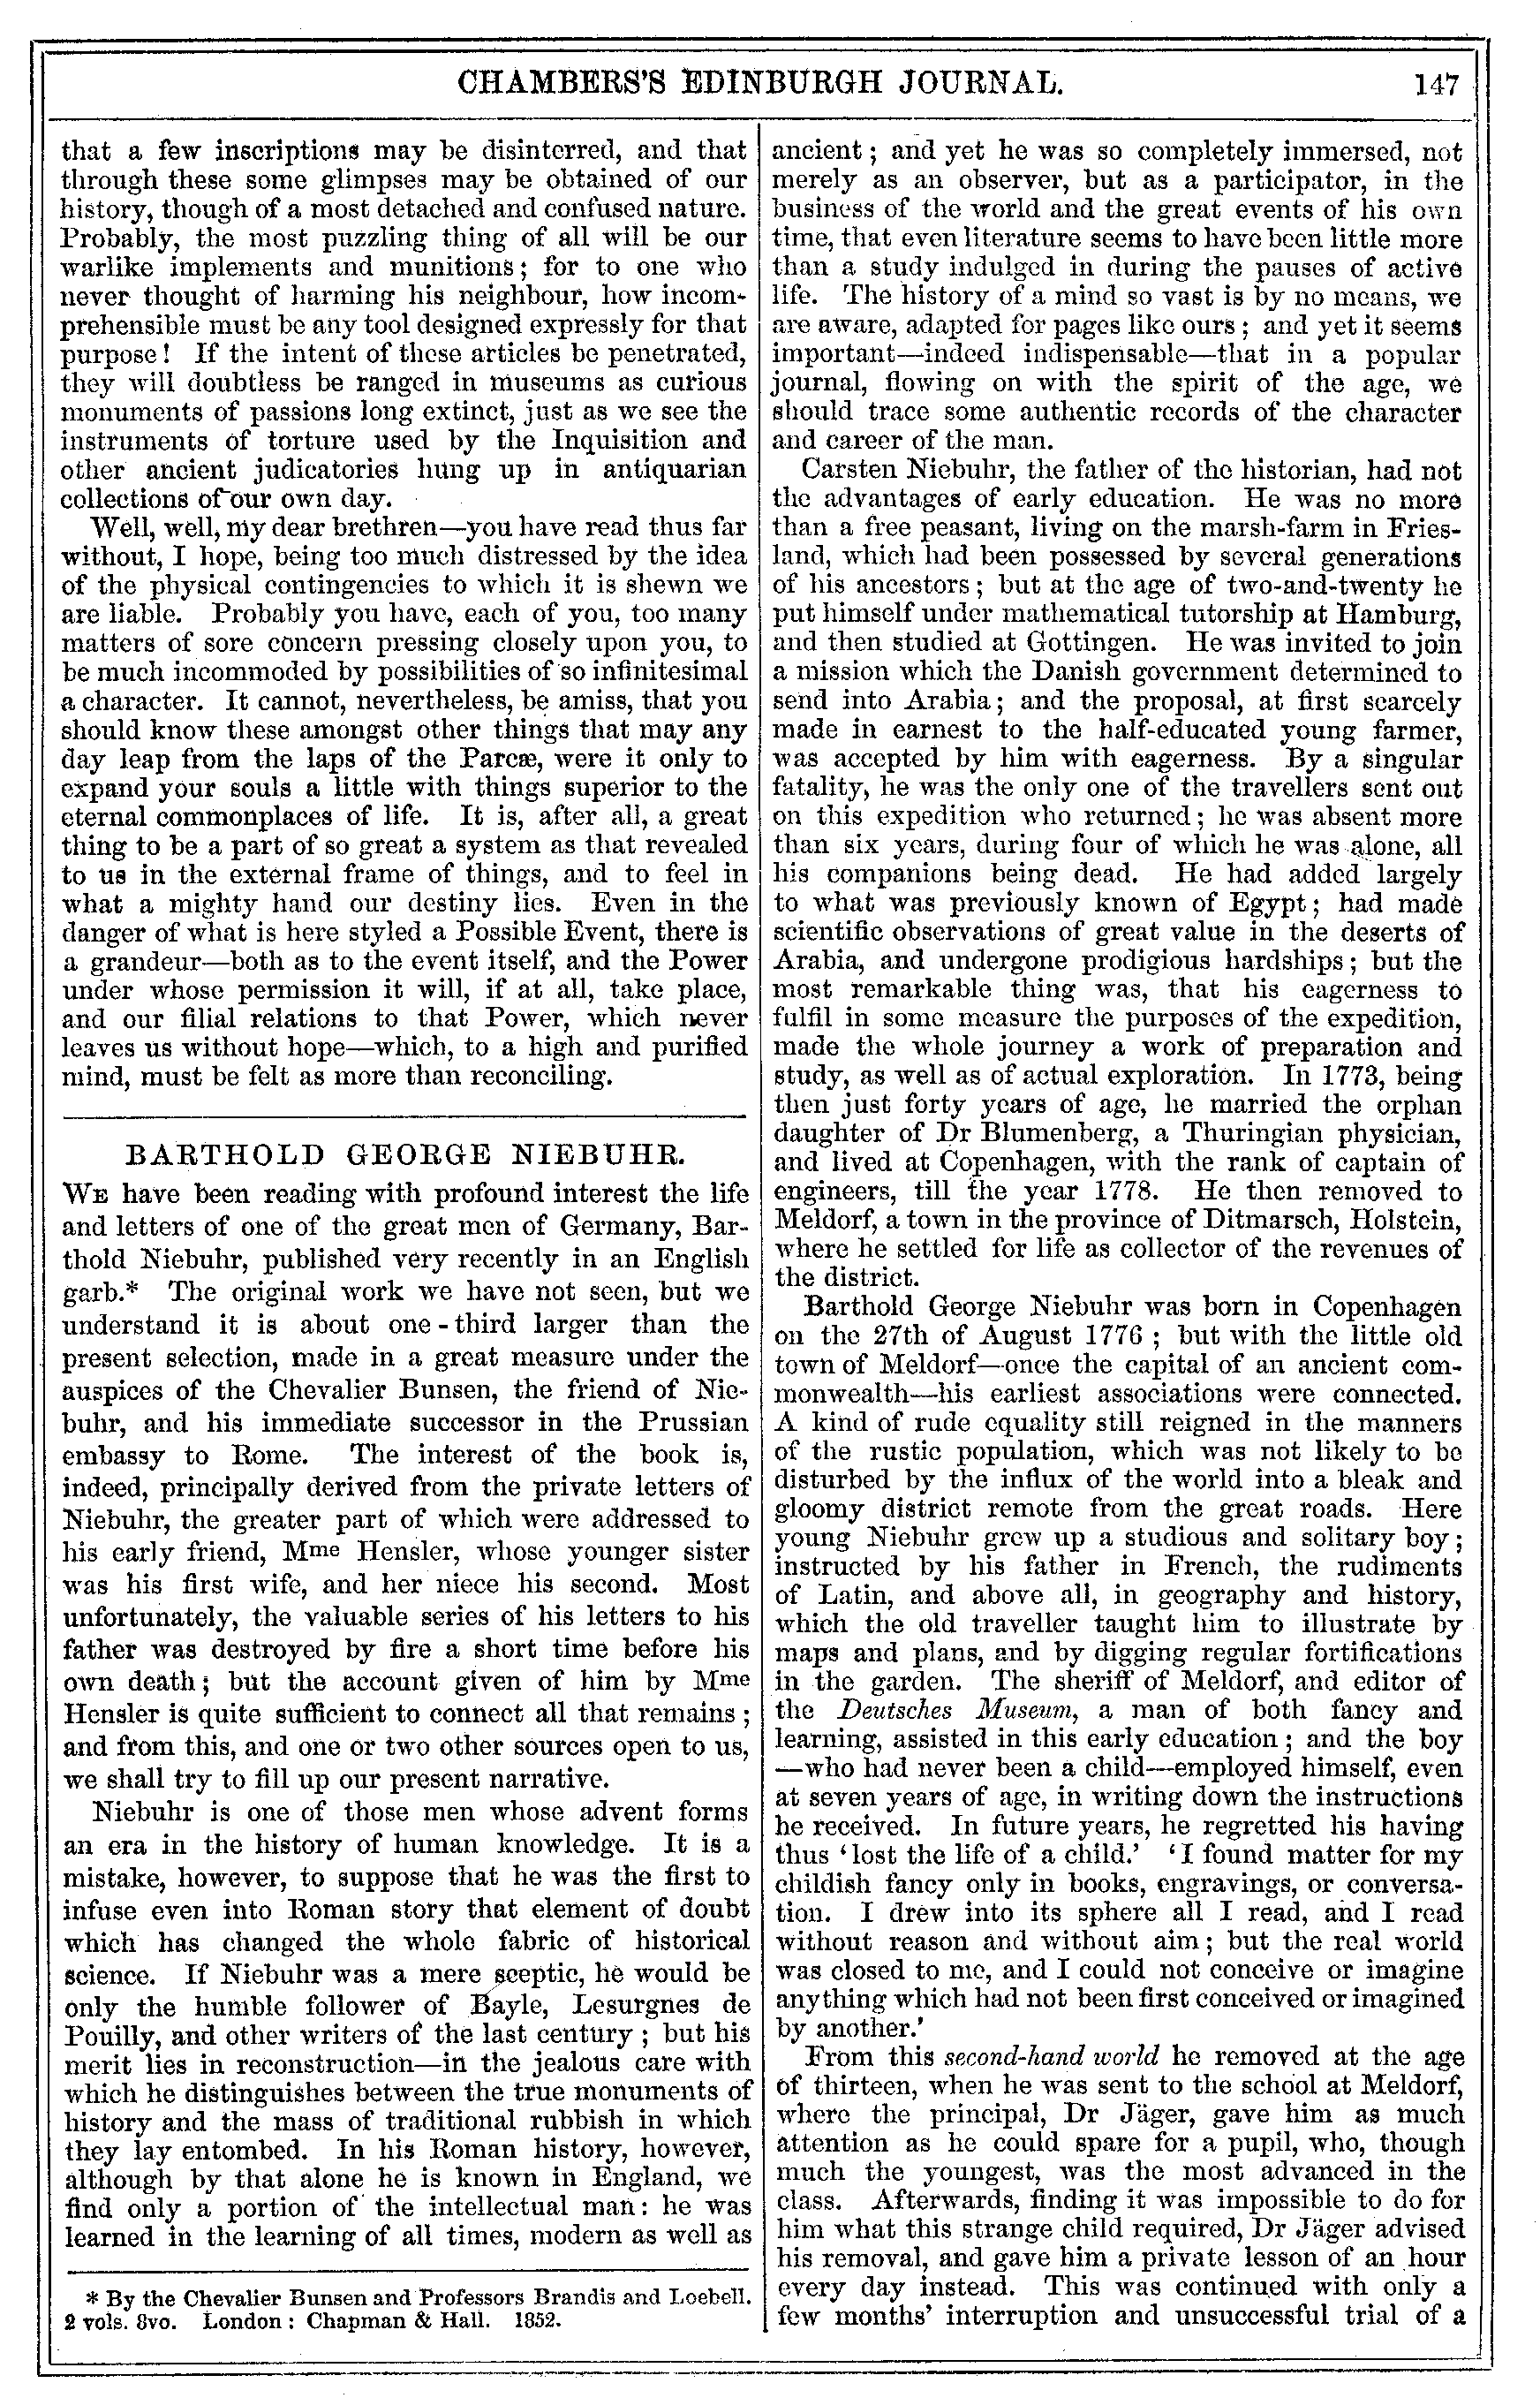 CHAMBERS'S EDINBURGH JOURNAL. 147
that a few inscriptions may be disinterred, and that
through these some glimpses may be obtained of our
history, though of a most detached and confused nature.
Probably, the most puzzling thing of all will be our
warlike implements and munitions; for to one who
never thought of harming his neighbour, how incom-
prehensible must be any tool designed expressly for that
purpose! If the intent of these articles be penetrated,
they will doubtless be ranged in museums as curious
monuments of passions long extinct, just as we see the
instruments of torture used by the Inquisition and
other ancient judicatories hung up in antiquarian
collections of our own day.
Well, well, my dear brethren—you have read thus far
without, I hope, being too much distressed by the idea
of the physical contingencies to which it is shewn we
are liable. Probably you have, each of you, too many
matters of sore concern pressing closely upon you, to
be much incommoded by possibilities of so infinitesimal
a character. It cannot, nevertheless, be amiss, that you
should know these amongst other things that may any
day leap from the laps of the Parcæ, were it only to
expand your souls a little with things superior to the
eternal commonplaces of life. It is, after all, a great
thing to be a part of so great a system as that revealed
to us in the external frame of things, and to feel in
what a mighty hand our destiny lies. Even in the
danger of what is here styled a Possible Event, there is
a grandeur—both as to the event itself, and the Power
under whose permission it will, if at all, take place,
and our filial relations to that Power, which never
leaves us without hope—which, to a high and purified
mind, must be felt as more than reconciling.
BARTHOLD GEORGE NIEBUHR.
WE have been reading with profound interest the life
and letters of one of the great men of Germany, Bar-
thold Niebuhr, published very recently in an English
garb.* The original work we have not seen, but we
understand it is about one-third larger than the
present selection, made in a great measure under the
auspices of the Chevalier Bunsen, the friend of Nie-
buhr, and his immediate successor in the Prussian
embassy to Rome. The interest of the book is,
indeed, principally derived from the private letters of
Niebuhr, the greater part of which were addressed to
his early friend, Mme Hensler, whose younger sister
was his first wife, and her niece his second. Most
unfortunately, the valuable series of his letters to his
father was destroyed by fire a short time before his
own death; but the account given of him by Mme
Hensler is quite sufficient to connect all that remains;
and from this, and one or two other sources open to us,
we shall try to fill up our present narrative.
Niebuhr is one of those men whose advent forms
an era in the history of human knowledge. It is a
mistake, however, to suppose that he was the first to
infuse even into Roman story that element of doubt
which has changed the whole fabric of historical
science. If Niebuhr was a mere sceptic, he would be
only the humble follower of Bayle, Lesurgnes de
Pouilly, and other writers of the last century; but his
merit lies in reconstruction—in the jealous care with
which he distinguishes between the true monuments of
history and the mass of traditional rubbish in which
they lay entombed. In his Roman history, however,
although by that alone he is known in England, we
find only a portion of the intellectual man: he was
learned in the learning of all times, modern as well as
* By the Chevalier Bunsen and Professors Brandis and Loebell.
2 vols. 8vo. London: Chapman & Hall. 1852.
ancient; and yet he was so completely immersed, not
merely as an observer, but as a participator, in the
business of the world and the great events of his own
time, that even literature seems to have been little more
than a study indulged in during the pauses of active
life. The history of a mind so vast is by no means, we
are aware, adapted for pages like ours; and yet it seems
important—indeed indispensable—that in a popular
journal, flowing on with the spirit of the age, we
should trace some authentic records of the character
and career of the man.
Carsten Niebuhr, the father of the historian, had not
the advantages of early education. He was no more
than a free peasant, living on the marsh-farm in Fries-
land, which had been possessed by several generations
of his ancestors; but at the age of two-and-twenty he
put himself under mathematical tutorship at Hamburg,
and then studied at Gottingen. He was invited to join
a mission which the Danish government determined to
send into Arabia; and the proposal, at first scarcely
made in earnest to the half-educated young farmer,
was accepted by him with eagerness. By a singular
fatality, he was the only one of the travellers sent out
on this expedition who returned; he was absent more
than six years, during four of which he was alone, all
his companions being dead. He had added largely
to what was previously known of Egypt; had made
scientific observations of great value in the deserts of
Arabia, and undergone prodigious hardships; but the
most remarkable thing was, that his eagerness to
fulfil in some measure the purposes of the expedition,
made the whole journey a work of preparation and
study, as well as of actual exploration. In 1773, being
then just forty years of age, he married the orphan
daughter of Dr Blumenberg, a Thuringian physician,
and lived at Copenhagen, with the rank of captain of
engineers, till the year 1778. He then removed to
Meldorf, a town in the province of Ditmarsch, Holstein,
where he settled for life as collector of the revenues of
the district.
Barthold George Niebuhr was born in Copenhagen
on the 27th of August 1776; but with the little old
town of Meldorf—once the capital of an ancient com-
monwealth—his earliest associations were connected.
A kind of rude equality still reigned in the manners
of the rustic population, which was not likely to be
disturbed by the influx of the world into a bleak and
gloomy district remote from the great roads. Here
young Niebuhr grew up a studious and solitary boy;
instructed by his father in French, the rudiments
of Latin, and above all, in geography and history,
which the old traveller taught him to illustrate by
maps and plans, and by digging regular fortifications
in the garden. The sheriff of Meldorf, and editor of
the Deutsches Museum, a man of both fancy and
learning, assisted in this early education; and the boy
—who had never been a child—employed himself, even
at seven years of age, in writing down the instructions
he received. In future years, he regretted his having
thus 'lost the life of a child.' 'I found matter for my
childish fancy only in books, engravings, or conversa-
tion. I drew into its sphere all I read, and I read
without reason and without aim; but the real world
was closed to me, and I could not conceive or imagine
anything which had not been first conceived or imagined
by another.'
From this second-hand world he removed at the age
of thirteen, when he was sent to the school at Meldorf,
where the principal, Dr Jäger, gave him as much
attention as he could spare for a pupil, who, though
much the youngest, was the most advanced in the
class. Afterwards, finding it was impossible to do for
him what this strange child required, Dr Jäger advised
his removal, and gave him a private lesson of an hour
every day instead. This was continued with only a
few months' interruption and unsuccessful trial of a